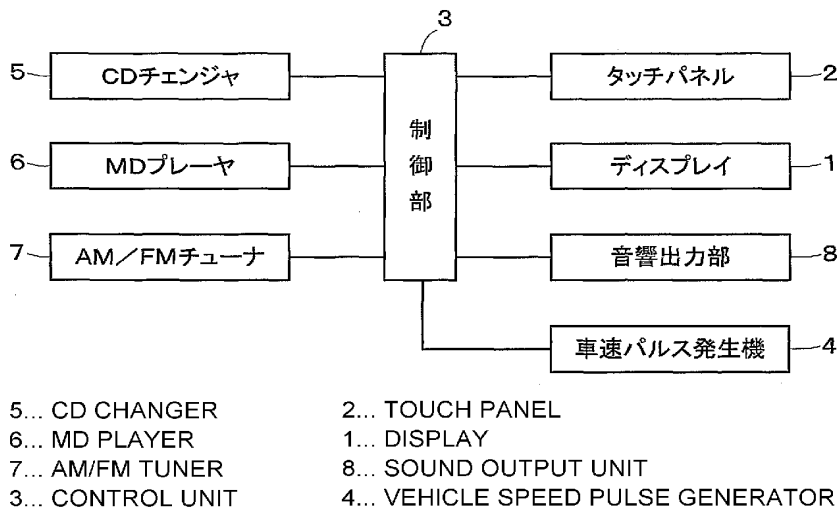 3
5 CDチェンジャ
タッチパネル 2
制御部
6 MDプレーヤ
ディスプレイ 1
7 AM／FMチューナ
音響出力部 8
車速パルス発生機 4
5... CD CHANGER
6... MD PLAYER
7... AM/FM TUNER
3... CONTROL UNIT
2... TOUCH PANEL
1... DISPLAY
8... SOUND OUTPUT UNIT
4... VEHICLE SPEED PULSE GENERATOR